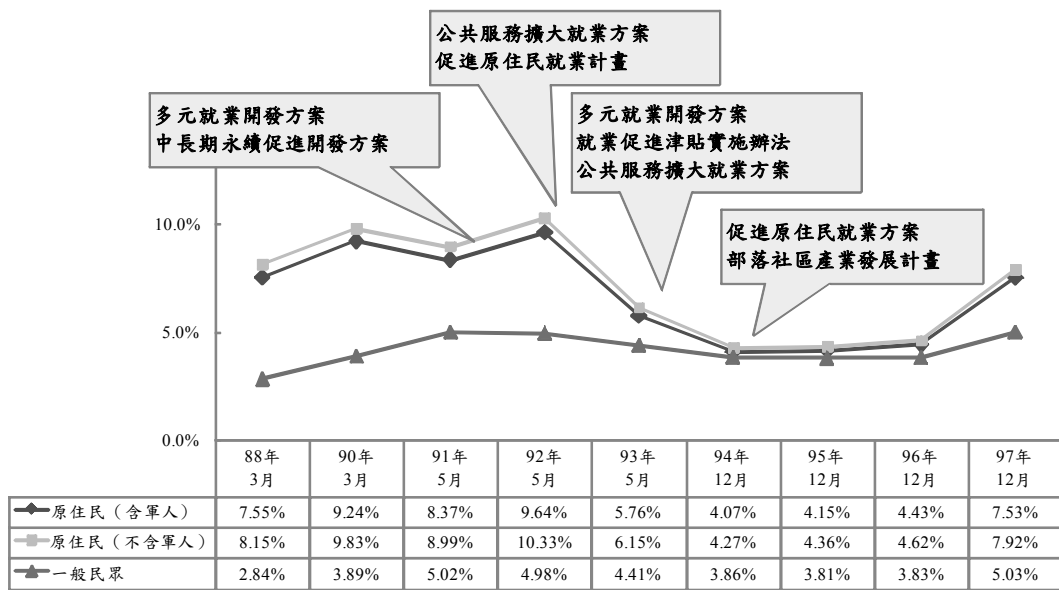 公共服務擴大就業方案
促進原住民就業計畫
多元就業開發方案
中長期永續促進開發方案
多元就業開發方案
就業促進津貼實施辦法
公共服務擴大就業方案
促進原住民就業方案
部落社區產業發展計畫
10.0%
5.0%
0.0%
88年 90年 91年 92年 93年 94年 95年 96年 97年
3月 3月 5月 5月 5月 12月 12月 12月 12月
原住民（含軍人） 7.55% 9.24% 8.37% 9.64% 5.76% 4.07% 4.15% 4.43% 7.53%
原住民（不含軍人） 8.15% 9.83% 8.99% 10.33% 6.15% 4.27% 4.36% 4.62% 7.92%
一般民眾 2.84% 3.89% 5.02% 4.98% 4.41% 3.86% 3.81% 3.83% 5.03%